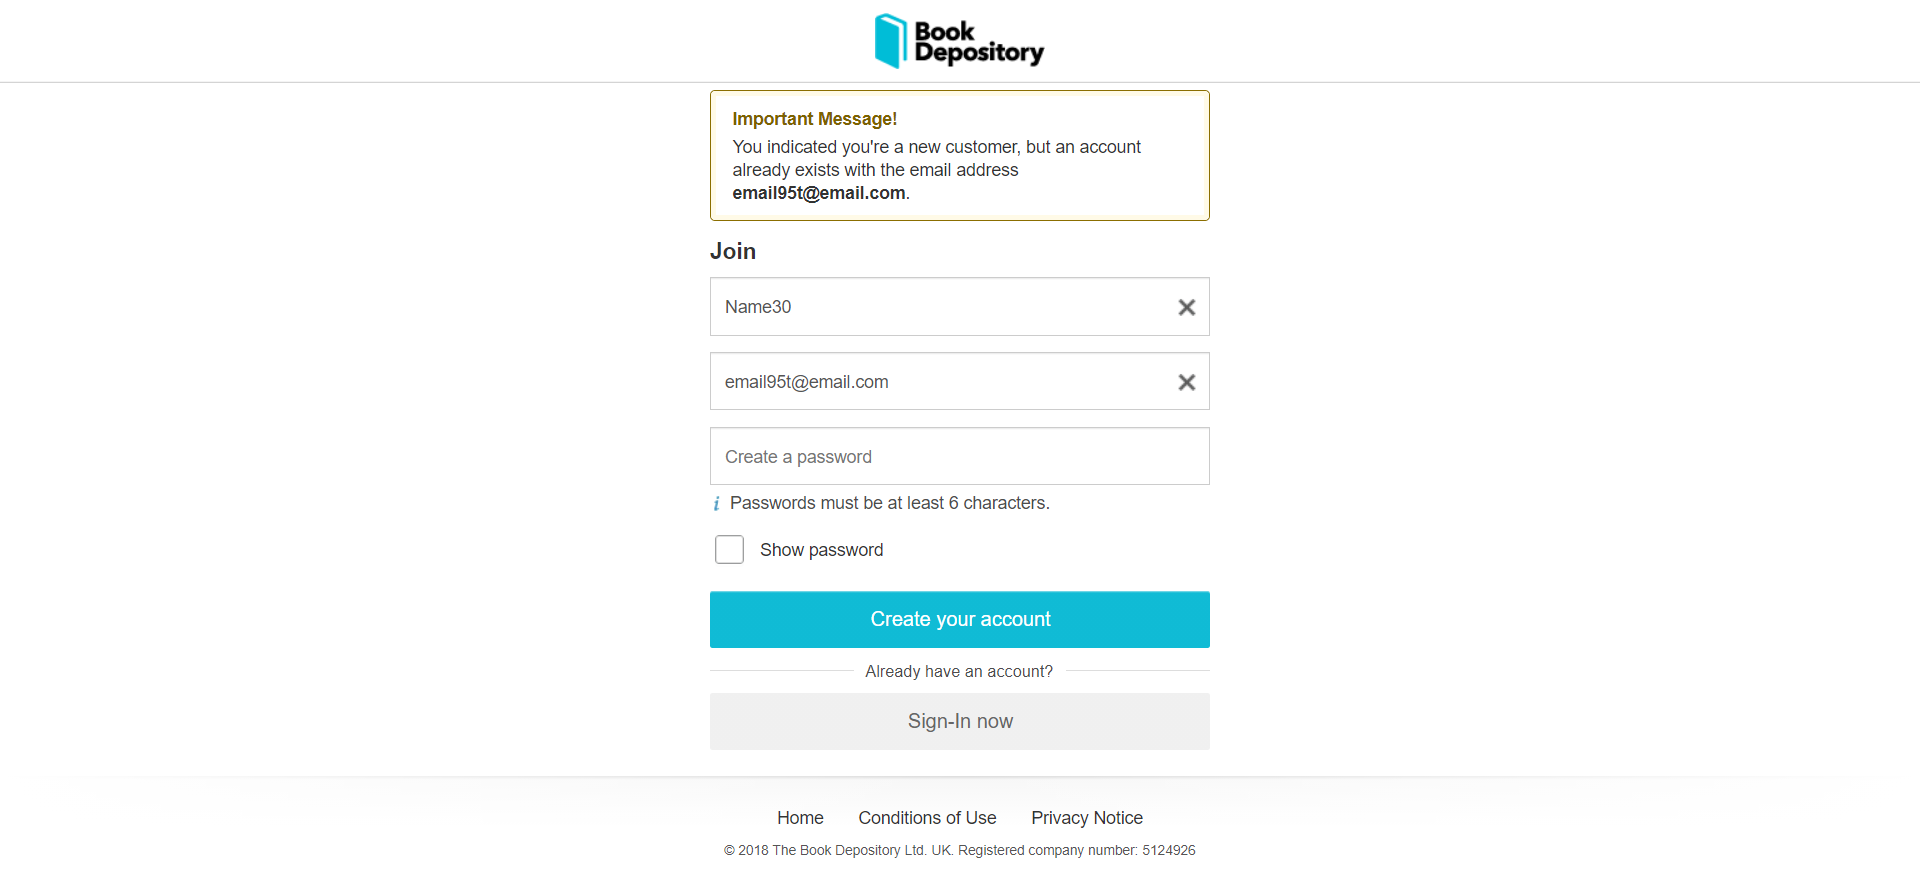 Book
Depository
Important Message!
You indicated you're a new customer, but an account
already exists with the email address
email95t@email.com.
Join
Name30
email95t@email.com
Create a password
i Passwords must be at least 6 characters.
Show password
Create your account
Already have an account?
Sign-In now
Home Conditions of Use Privacy Notice
© 2018 The Book Depository Ltd. UK. Registered company number: 5124926